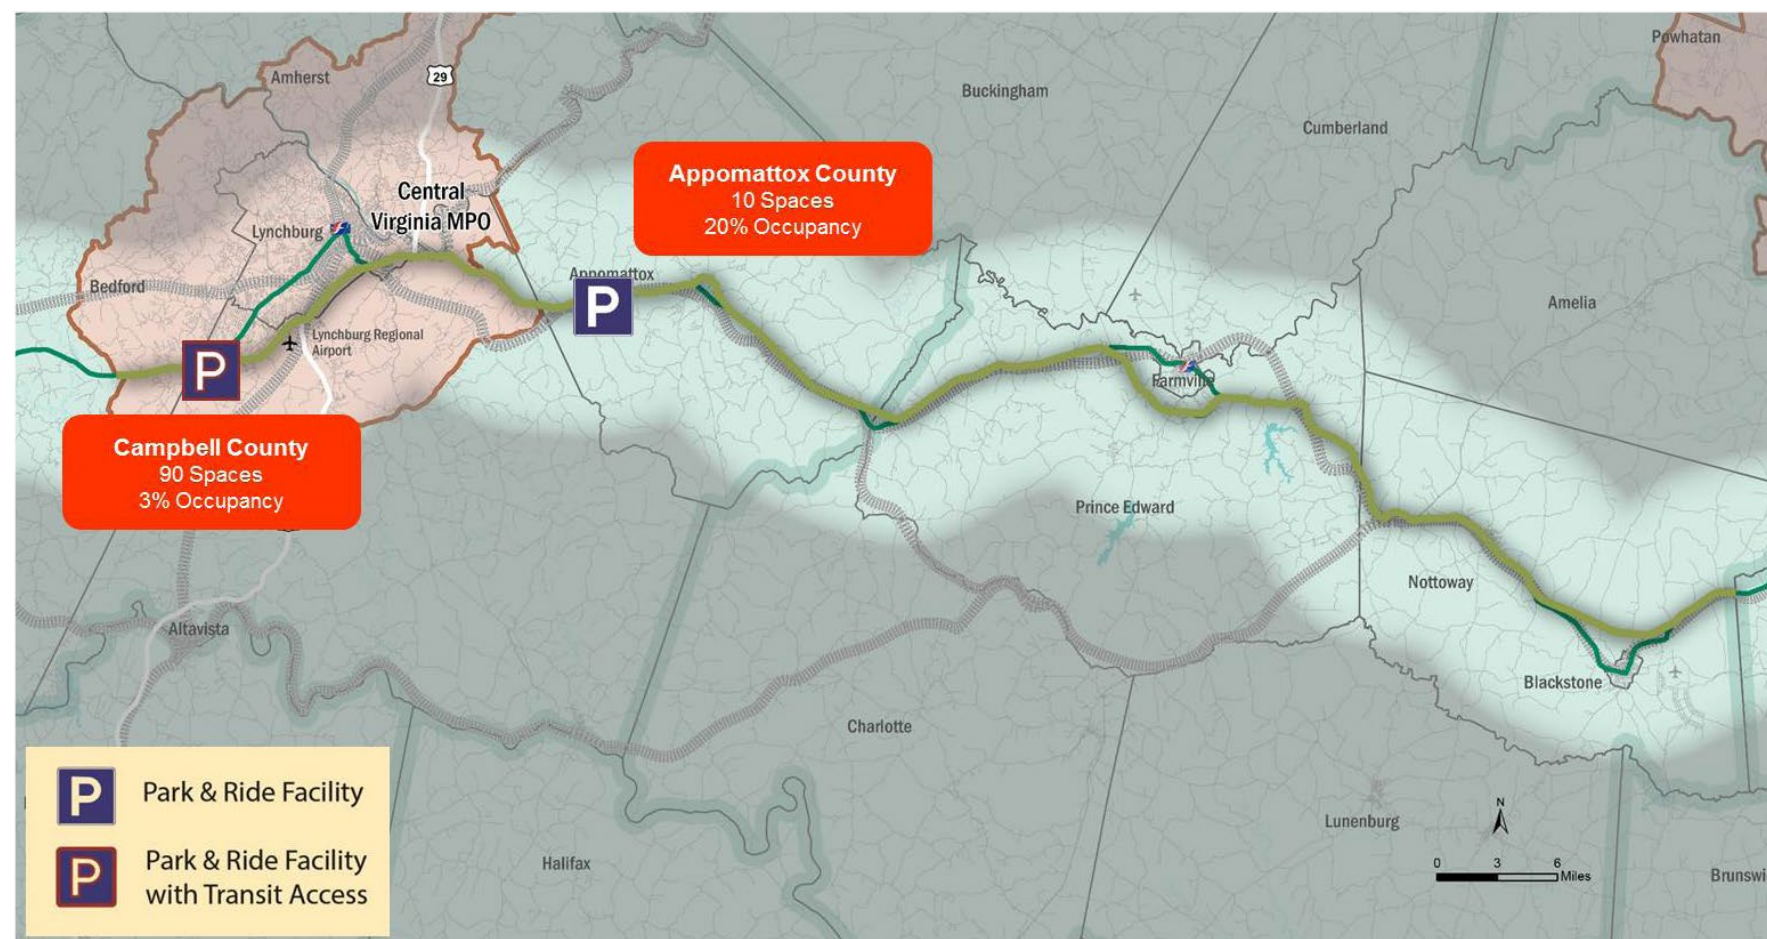 Powhatan
Amherst
29
Buckingham
Cumberland
Appomattox County
10 Spaces
20% Occupancy
Central
Virginia MPO
Lynchburg
Appomattox
Bedford
Amelia
P
Lynchburg Regional
Airport
P
Farmville
Campbell County
90 Spaces
3% Occupancy
Prince Edward
Nottoway
Altavista
Blackstone
Charlotte
P
Park & Ride Facility
P
Park & Ride Facility
with Transit Access
Halifax
Lunenburg
N
0 3 6
Miles